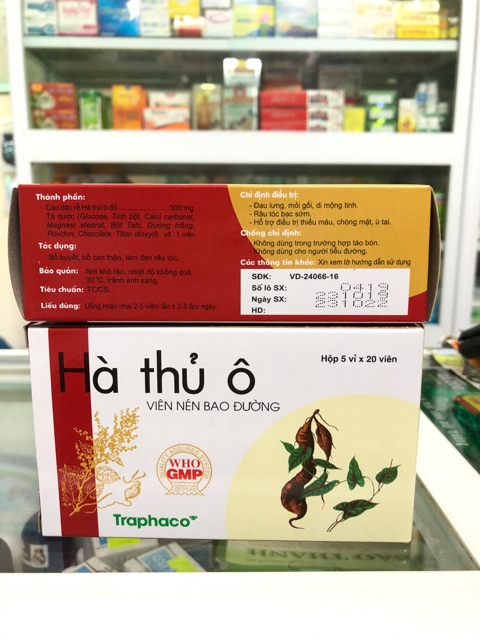 Thành phần:
Cao đặc rễ Hà thủ ô đỏ ........................ 300 mg
Tá dược (Glucose, Tinh bột, Calci carbonat,
Magnesi stearat, Bột Talc, Đường trắng,
Povidon, Chocolate, Titan dioxyd) vđ 1 viên
Tác dụng:
Bổ huyết, bổ can thận, làm đen râu tóc.
Bảo quản: Nơi khô ráo, nhiệt độ không quá
30°C, tránh ánh sáng.
Tiêu chuẩn: TCCS.
Liều dùng: Uống hoặc nhai 2-3 viên/ lần x 2-3 lần/ ngày.
Chỉ định điều trị:
- Đau lưng, mỏi gối, di mộng tinh.
- Râu tóc bạc sớm.
- Hỗ trợ điều trị thiếu máu, chóng mặt, ù tai.
Chống chỉ định:
Không dùng trong trường hợp táo bón.
Không dùng cho người tiểu đường.
Các thông tin khác: Xin xem tờ hướng dẫn sử dụng
SĐK: VD-24066-16
Số lô SX: 0419
Ngày SX: 231019
HD: 231022
Hà thủ ô
VIÊN NÉN BAO ĐƯỜNG
Hộp 5 vỉ x 20 viên
WHO
GMP
Traphaco